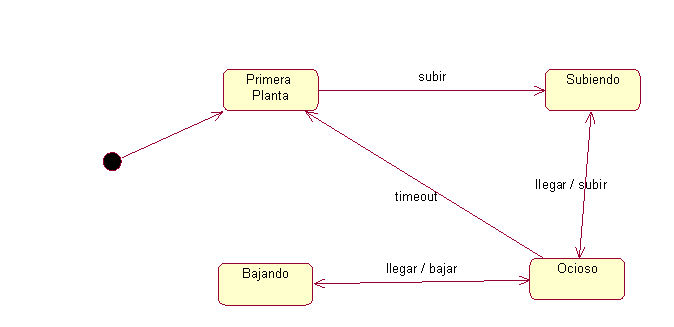 Primera
Planta
subir
Subiendo
llegar / subir
timeout
Bajando
llegar / bajar
Ocioso